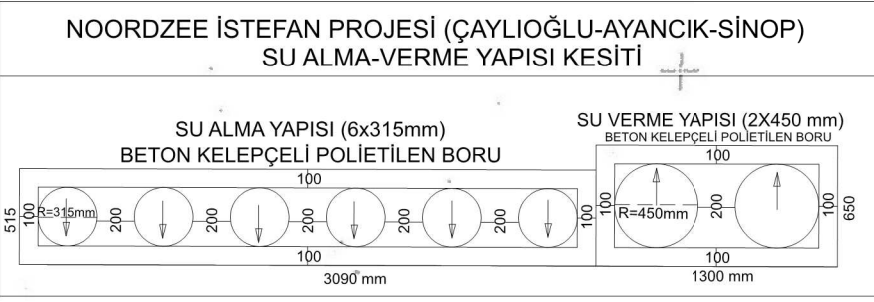 NOORDZEE İSTEFAN PROJESİ (ÇAYLIOĞLU-AYANCIK-SİNOP)
SU ALMA-VERME YAPISI KESİTİ
SU ALMA YAPISI (6x315mm)
BETON KELEPÇELİ POLİETİLEN BORU
100
515
100
R=315mm
200
200
200
200
200
100
100
3090 mm
SU VERME YAPISI (2X450 mm)
BETON KELEPÇELİ POLİETİLEN BORU
100
100
R=450mm
200
100
650
100
1300 mm